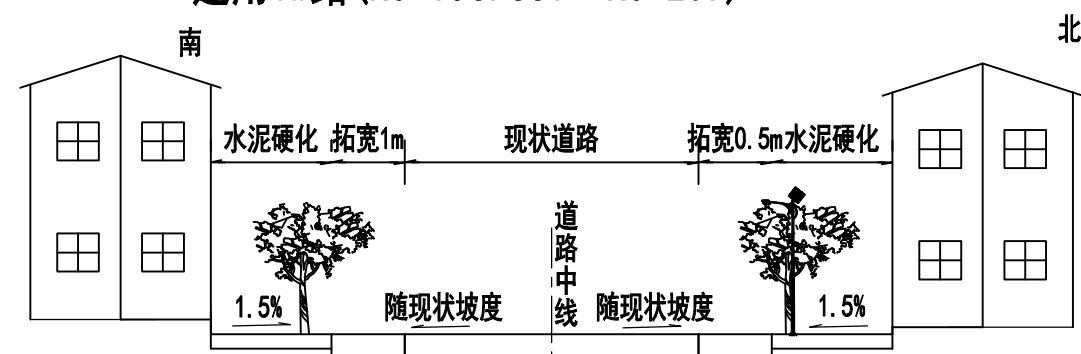 南
北
水泥硬化
拓宽1m
现状道路
拓宽0.5m
水泥硬化
道路中线
1.5%
随现状坡度
随现状坡度
1.5%